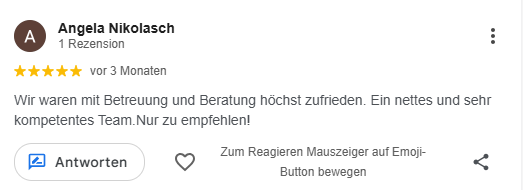 A
Angela Nikolasch
1 Rezension
vor 3 Monaten
Wir waren mit Betreuung und Beratung höchst zufrieden. Ein nettes und sehr
kompetentes Team.Nur zu empfehlen!
Antworten
Zum Reagieren Mauszeiger auf Emoji-
Button bewegen